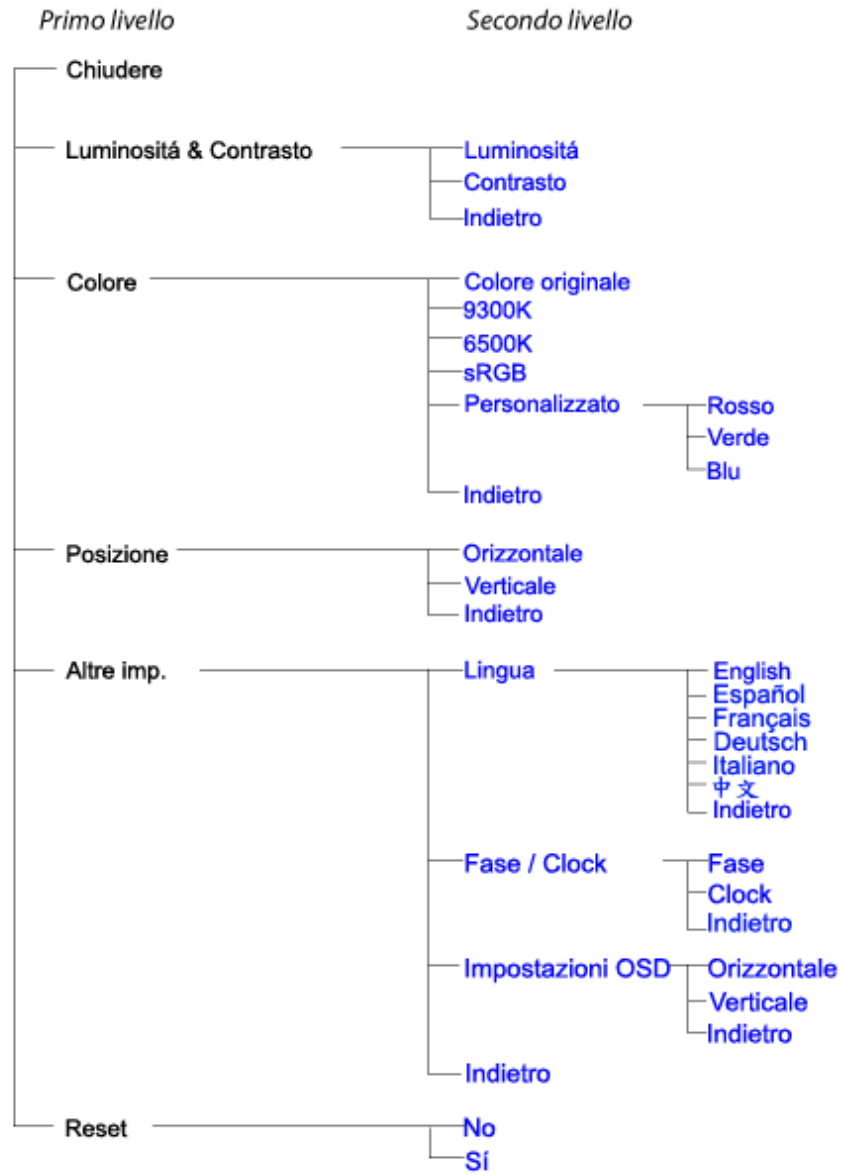 Primo livello Secondo livello
Chiudere
Luminositá & Contrasto Luminositá
Contrasto
Indietro
Colore Colore originale
9300K
6500K
sRGB
Personalizzato Rosso
Verde
Blu
Indietro
Posizione Orizzontale
Verticale
Indietro
Altre imp. Lingua English
Español
Français
Deutsch
Italiano
中文
Indietro
Fase / Clock Fase
Clock
Indietro
Impostazioni OSD Orizzontale
Verticale
Indietro
Indietro
Reset No
Sí